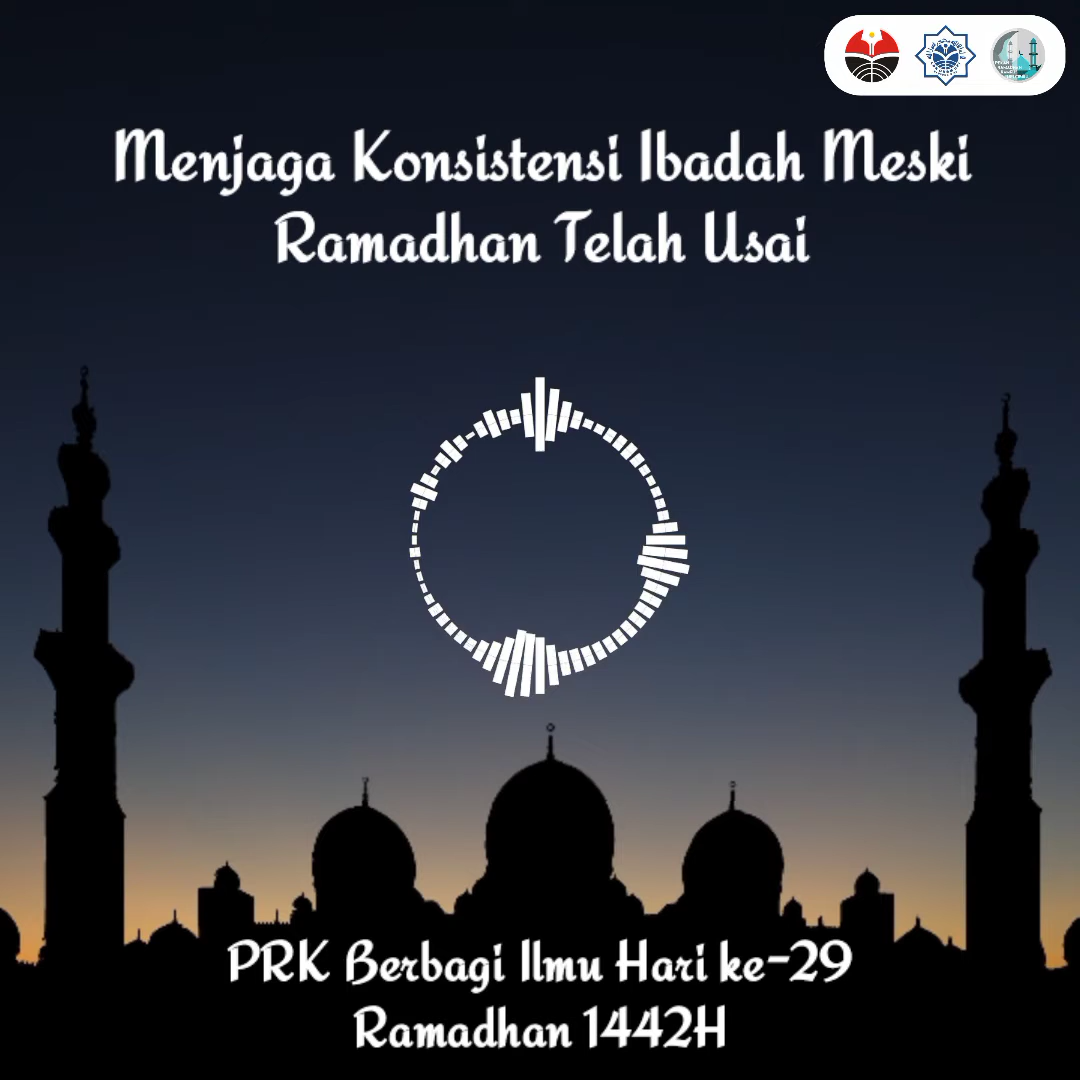 Menjaga Konsistensi Ibadah Meski
Ramadhan Telah Usai
PRK Berbagi Ilmu Hari ke-29
Ramadhan 1442H